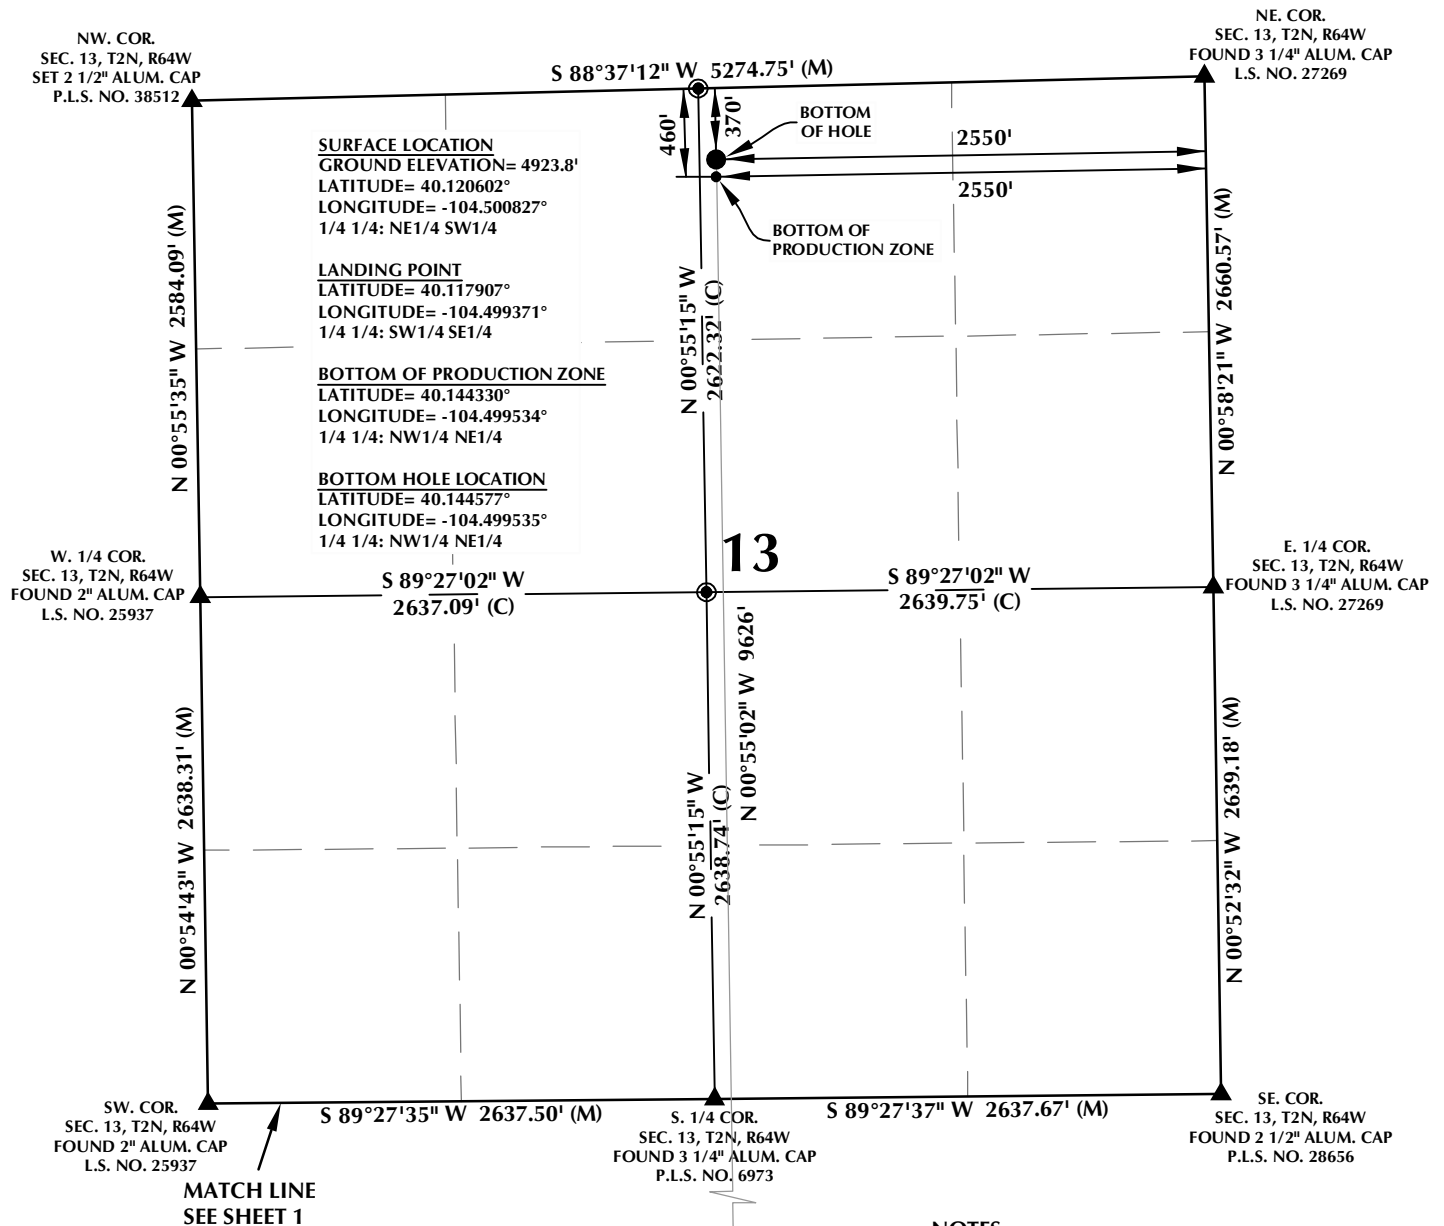 NW. COR.
SEC. 13, T2N, R64W
SET 2 1/2" ALUM. CAP
P.L.S. NO. 38512
S 88°37'12" W 5274.75' (M)
NE. COR.
SEC. 13, T2N, R64W
FOUND 3 1/4" ALUM. CAP
L.S. NO. 27269
460'
370'
BOTTOM
OF HOLE
2550'
2550'
BOTTOM OF
PRODUCTION ZONE
SURFACE LOCATION
GROUND ELEVATION= 4923.8'
LATITUDE= 40.120602°
LONGITUDE= -104.500827°
1/4 1/4: NE1/4 SW1/4
LANDING POINT
LATITUDE= 40.117907°
LONGITUDE= -104.499371°
1/4 1/4: SW1/4 SE1/4
BOTTOM OF PRODUCTION ZONE
LATITUDE= 40.144330°
LONGITUDE= -104.499534°
1/4 1/4: NW1/4 NE1/4
BOTTOM HOLE LOCATION
LATITUDE= 40.144577°
LONGITUDE= -104.499535°
1/4 1/4: NW1/4 NE1/4
N 00°55'35" W 2584.09' (M)
N 00°55'15" W
2622.32' (C)
N 00°58'21" W 2660.57' (M)
13
W. 1/4 COR.
SEC. 13, T2N, R64W
FOUND 2" ALUM. CAP
L.S. NO. 25937
S 89°27'02" W
2637.09' (C)
S 89°27'02" W
2639.75' (C)
E. 1/4 COR.
SEC. 13, T2N, R64W
FOUND 3 1/4" ALUM. CAP
L.S. NO. 27269
N 00°54'43" W 2638.31' (M)
N 00°55'15" W
2638.74' (C)
N 00°55'02" W 9626'
N 00°52'32" W 2639.18' (M)
SW. COR.
SEC. 13, T2N, R64W
FOUND 2" ALUM. CAP
L.S. NO. 25937
S 89°27'35" W 2637.50' (M)
S. 1/4 COR.
SEC. 13, T2N, R64W
FOUND 3 1/4" ALUM. CAP
P.L.S. NO. 6973
S 89°27'37" W 2637.67' (M)
SE. COR.
SEC. 13, T2N, R64W
FOUND 2 1/2" ALUM. CAP
P.L.S. NO. 28656
MATCH LINE
SEE SHEET 1
NOTES